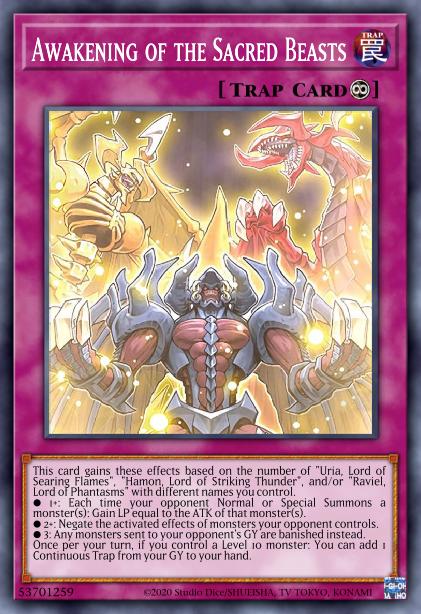 AWAKENING OF THE SACRED BEASTS
TRAP
罠
[TRAP CARD]
This card gains these effects based on the number of "Uria, Lord of
Searing Flames", "Hamon, Lord of Striking Thunder", and/or "Raviel,
Lord of Phantasms" with different names you control.
● 1+: Each time your opponent Normal or Special Summons a
monster(s): Gain LP equal to the ATK of that monster(s).
● 2+: Negate the activated effects of monsters your opponent controls.
● 3: Any monsters sent to your opponent's GY are banished instead.
Once per turn, if you control a Level 10 monster: You can add 1
Continuous Trap from your GY to your hand.
53701259
©2020 Studio Dice/SHUEISHA, TV TOKYO, KONAMI